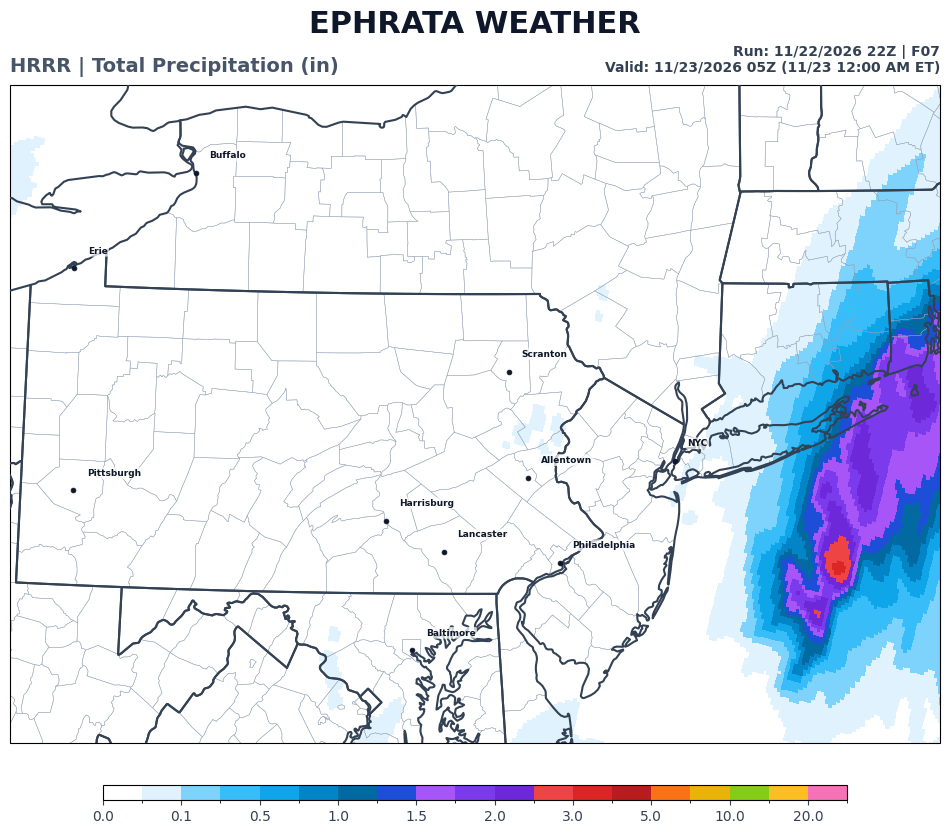 EPHRATA WEATHER
Run: 11/22/2026 22Z | F07
HRRR | Total Precipitation (in)
Valid: 11/23/2026 05Z (11/23 12:00 AM ET)
Buffalo
Erie
Scranton
NYC
Pittsburgh
Allentown
Harrisburg
Lancaster
Philadelphia
Baltimore
0.0 0.1 0.5 1.0 1.5 2.0 3.0 5.0 10.0 20.0